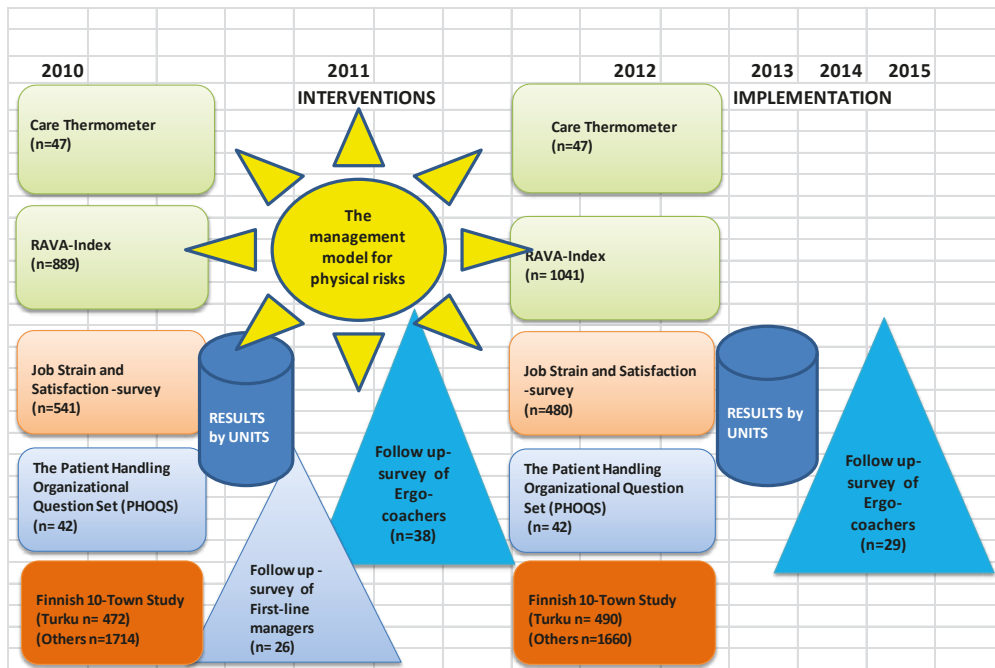 2010
2011
2012
2013
2014
2015
INTERVENTIONS
IMPLEMENTATION
Care Thermometer
(n=47)
RAVA-Index
(n=889)
Job Strain and
Satisfaction -survey
(n=541)
The Patient Handling
Organizational
Question Set (PHOQS)
(n= 42)
Finnish 10-Town Study
(Turku n= 472)
(Others n=1714)
The
management
model for
physical risks
RESULTS
by UNITS
Follow up -
survey of
First-line
managers
(n= 26)
Follow up-
survey of
Ergo-
coachers
(n=38)
Care Thermometer
(n=47)
RAVA-Index
(n= 1041)
Job Strain and Satisfaction
-survey
(n=480)
The Patient Handling
Organizational Question
Set (PHOQS)
(n= 42)
Finnish 10-Town Study
(Turku n= 490)
(Others n=1660)
RESULTS by
UNITS
Follow up-
survey of
Ergo-
coachers
(n=29)